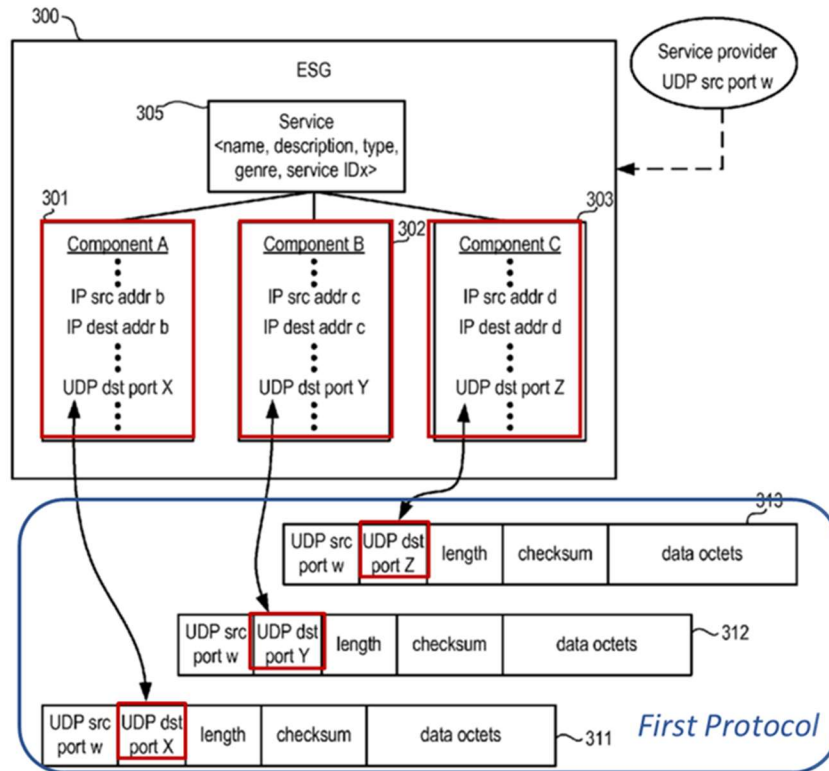 300
ESG
Service provider
UDP src port w
305
Service
<name, description, type,
genre, service IDx>
301
Component A
IP src addr b
IP dest addr b
UDP dst port X
302
Component B
IP src addr c
IP dest addr c
UDP dst port Y
303
Component C
IP src addr d
IP dest addr d
UDP dst port Z
313
UDP src
port w
UDP dst
port Z
length
checksum
data octets
312
UDP src
port w
UDP dst
port Y
length
checksum
data octets
311
UDP src
port w
UDP dst
port X
length
checksum
data octets
First Protocol